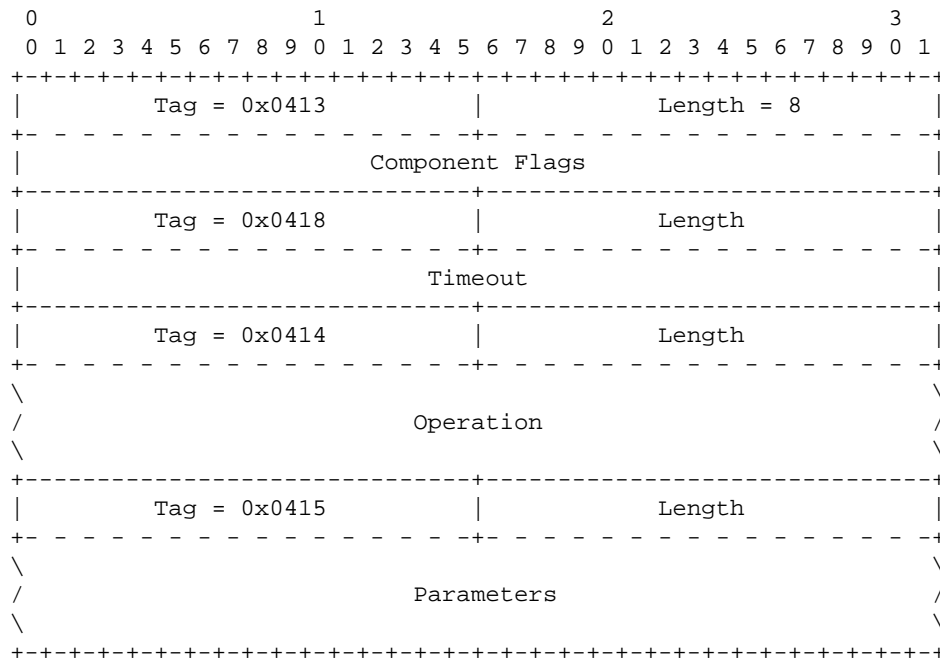 0                   1                   2                   3
0 1 2 3 4 5 6 7 8 9 0 1 2 3 4 5 6 7 8 9 0 1 2 3 4 5 6 7 8 9 0 1
+-+-+-+-+-+-+-+-+-+-+-+-+-+-+-+-+-+-+-+-+-+-+-+-+-+-+-+-+-+-+-+-+
|         Tag = 0x0413          |            Length = 8         |
+- - - - - - - - - - - - - - - -+- - - - - - - - - - - - - - - -+
|                        Component Flags                        |
+-------------------------------+-------------------------------+
|         Tag = 0x0418          |            Length             |
+- - - - - - - - - - - - - - - -+- - - - - - - - - - - - - - - -+
|                            Timeout                            |
+-------------------------------+-------------------------------+
|         Tag = 0x0414          |            Length             |
+- - - - - - - - - - - - - - - -+- - - - - - - - - - - - - - - -+
\                                                               \
/                           Operation                           /
\                                                               \
+-------------------------------+-------------------------------+
|         Tag = 0x0415          |            Length             |
+- - - - - - - - - - - - - - - -+- - - - - - - - - - - - - - - -+
\                                                               \
/                           Parameters                          /
\                                                               \
+-+-+-+-+-+-+-+-+-+-+-+-+-+-+-+-+-+-+-+-+-+-+-+-+-+-+-+-+-+-+-+-+